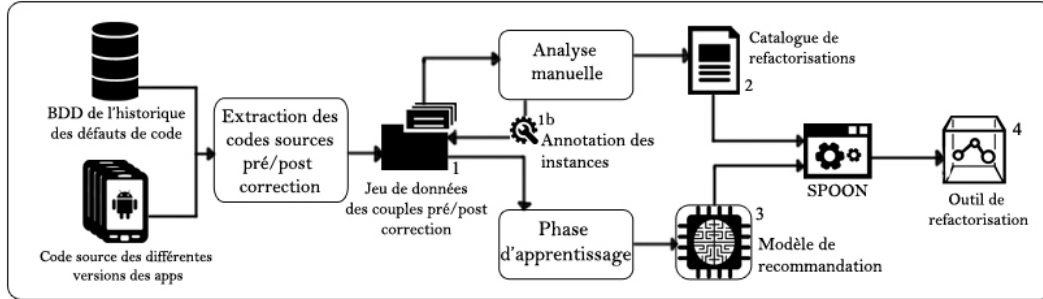 BDD de l'historique
des défauts de code
Code source des différentes
versions des apps
Extraction des
codes sources
pré/post
correction
1
Jeu de données
des couples pré/post
correction
Analyse
manuelle
1b
Annotation des
instances
Phase
d'apprentissage
Catalogue de
refactorisations
2
3
Modèle de
recommandation
SPOON
4
Outil de
refactorisation